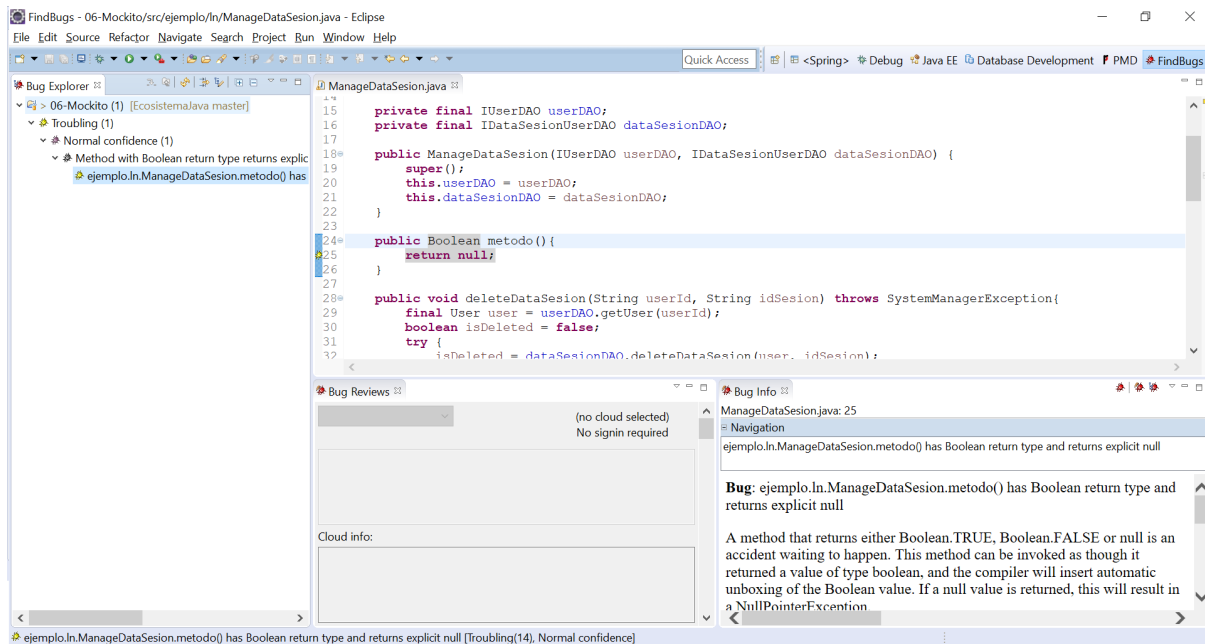 FindBugs - 06-Mockito/src/ejemplo/ln/ManageDataSesion.java - Eclipse
File Edit Source Refactor Navigate Search Project Run Window Help
Quick Access <Spring> Debug Java EE Database Development PMD FindBugs
Bug Explorer
> 06-Mockito (1) [EcosistemaJava master]
Troubling (1)
Normal confidence (1)
Method with Boolean return type returns explic
ejemplo.ln.ManageDataSesion.metodo() has
ManageDataSesion.java
14
15 private final IUserDAO userDAO;
16 private final IDataSesionUserDAO dataSesionDAO;
17
18 public ManageDataSesion(IUserDAO userDAO, IDataSesionUserDAO dataSesionDAO) {
19 super();
20 this.userDAO = userDAO;
21 this.dataSesionDAO = dataSesionDAO;
22 }
23
24 public Boolean metodo(){
25 return null;
26 }
27
28 public void deleteDataSesion(String userId, String idSesion) throws SystemManagerException{
29 final User user = userDAO.getUser(userId);
30 boolean isDeleted = false;
31 try {
32 isDeleted = dataSesionDAO.deleteDataSesion(user, idSesion);
Bug Reviews
(no cloud selected)
No signin required
Cloud info:
Bug Info
ManageDataSesion.java: 25
Navigation
ejemplo.ln.ManageDataSesion.metodo() has Boolean return type and returns explicit null
Bug: ejemplo.ln.ManageDataSesion.metodo() has Boolean return type and
returns explicit null
A method that returns either Boolean.TRUE, Boolean.FALSE or null is an
accident waiting to happen. This method can be invoked as though it
returned a value of type boolean, and the compiler will insert automatic
unboxing of the Boolean value. If a null value is returned, this will result in
a NullPointerException.
ejemplo.ln.ManageDataSesion.metodo() has Boolean return type and returns explicit null [Troubling(14), Normal confidence]